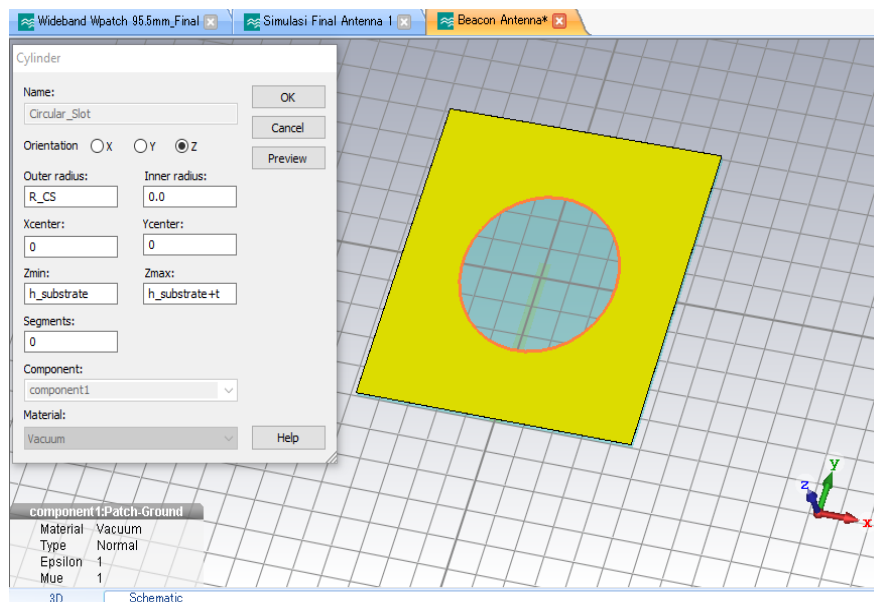 Wideband Wpatch 95.5mm_Final
Simulasi Final Antenna 1
Beacon Antenna*
Cylinder
Name:
OK
Circular_Slot
Cancel
Orientation X Y Z
Preview
Outer radius: Inner radius:
R_CS 0.0
Xcenter: Ycenter:
0 0
Zmin: Zmax:
h_substrate h_substrate+t
Segments:
0
Component:
component1
Material:
Vacuum Help
component1:Patch-Ground
Material Vacuum
Type Normal
Epsilon 1
Mue 1
y
z
x
3D Schematic